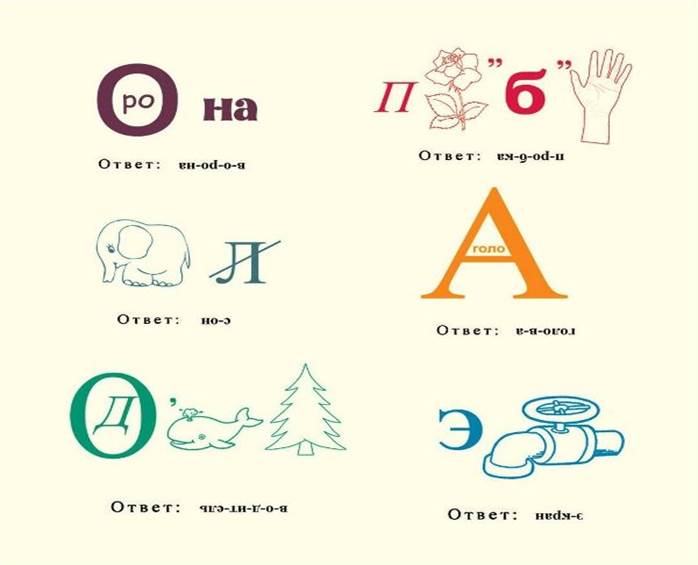 О ро на
П ” б ”
Ответ: в-о-ро-на
Ответ: п-ро-б-ка
Л
А голо
Ответ: с-он
Ответ: голо-в-а
О Д ’
Э
Ответ: в-о-д-ит-ель
Ответ: э-кран